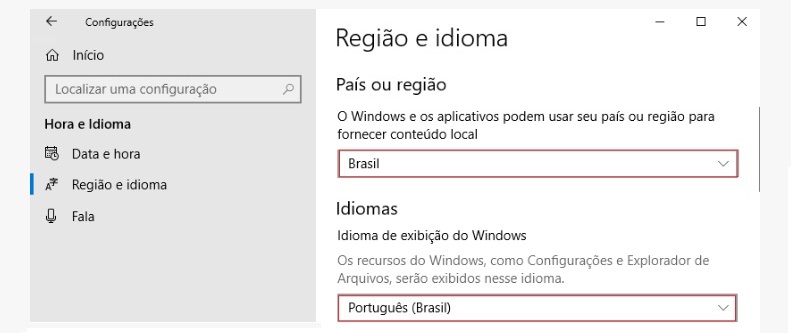 Configurações
Início
Localizar uma configuração
Hora e Idioma
Data e hora
Região e idioma
Fala
Região e idioma
País ou região
O Windows e os aplicativos podem usar seu país ou região para
fornecer conteúdo local
Brasil
Idiomas
Idioma de exibição do Windows
Os recursos do Windows, como Configurações e Explorador de
Arquivos, serão exibidos nesse idioma.
Português (Brasil)